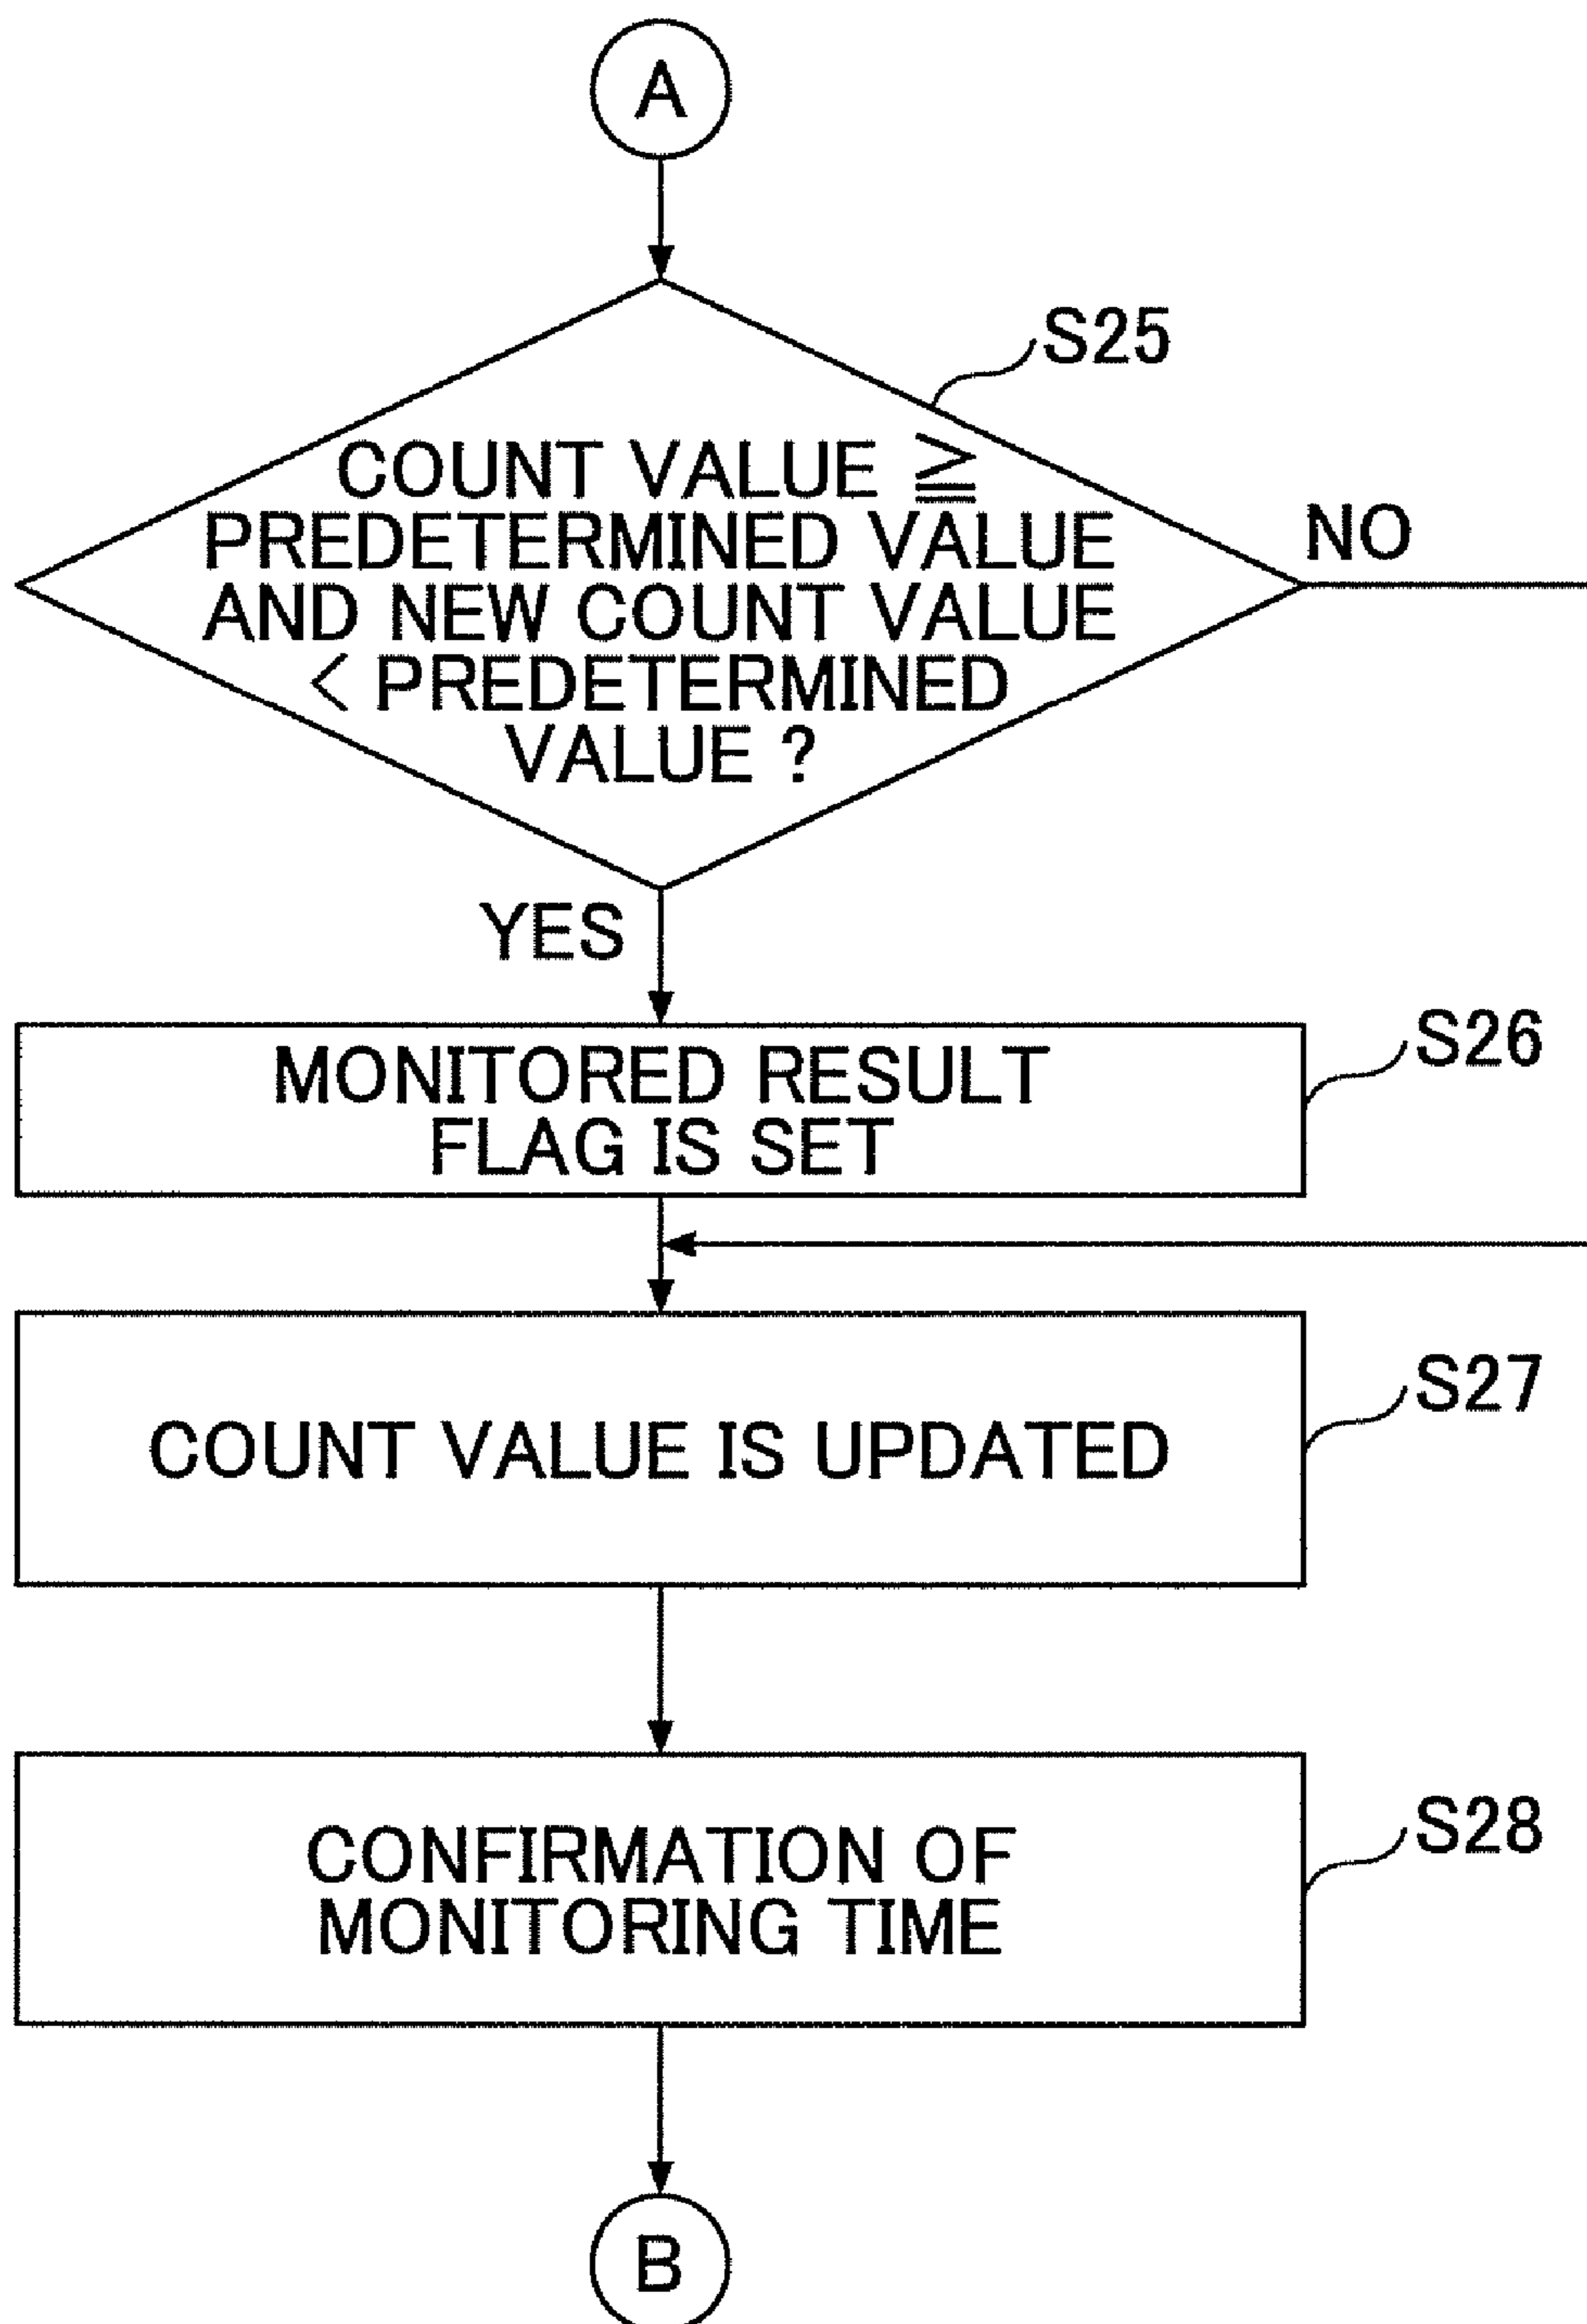 A
S25
COUNT VALUE ≧
PREDETERMINED VALUE
AND NEW COUNT VALUE
< PREDETERMINED
VALUE ?
NO
YES
S26
MONITORED RESULT
FLAG IS SET
S27
COUNT VALUE IS UPDATED
S28
CONFIRMATION OF
MONITORING TIME
B